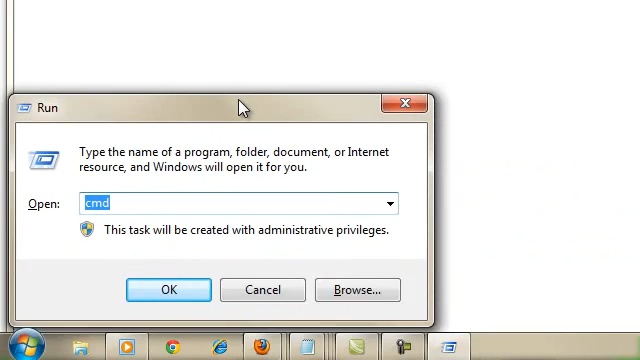 Run
Type the name of a program, folder, document, or Internet
resource, and Windows will open it for you.
Open: cmd
This task will be created with administrative privileges.
OK Cancel Browse...